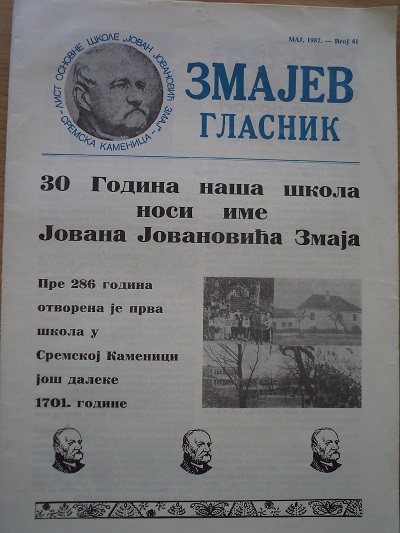 ЛИСТ ОСНОВНЕ ШКОЛЕ „ЈОВАН ЈОВАНОВИЋ ЗМАЈ”
СРЕМСКА КАМЕНИЦА
МАЈ, 1987. — Број 41
ЗМАЈЕВ
ГЛАСНИК
30 Година наша школа
носи име
Јована Јовановића Змаја
Пре 286 година
отворена је прва
школа у
Сремској Каменици
још далеке
1701. године